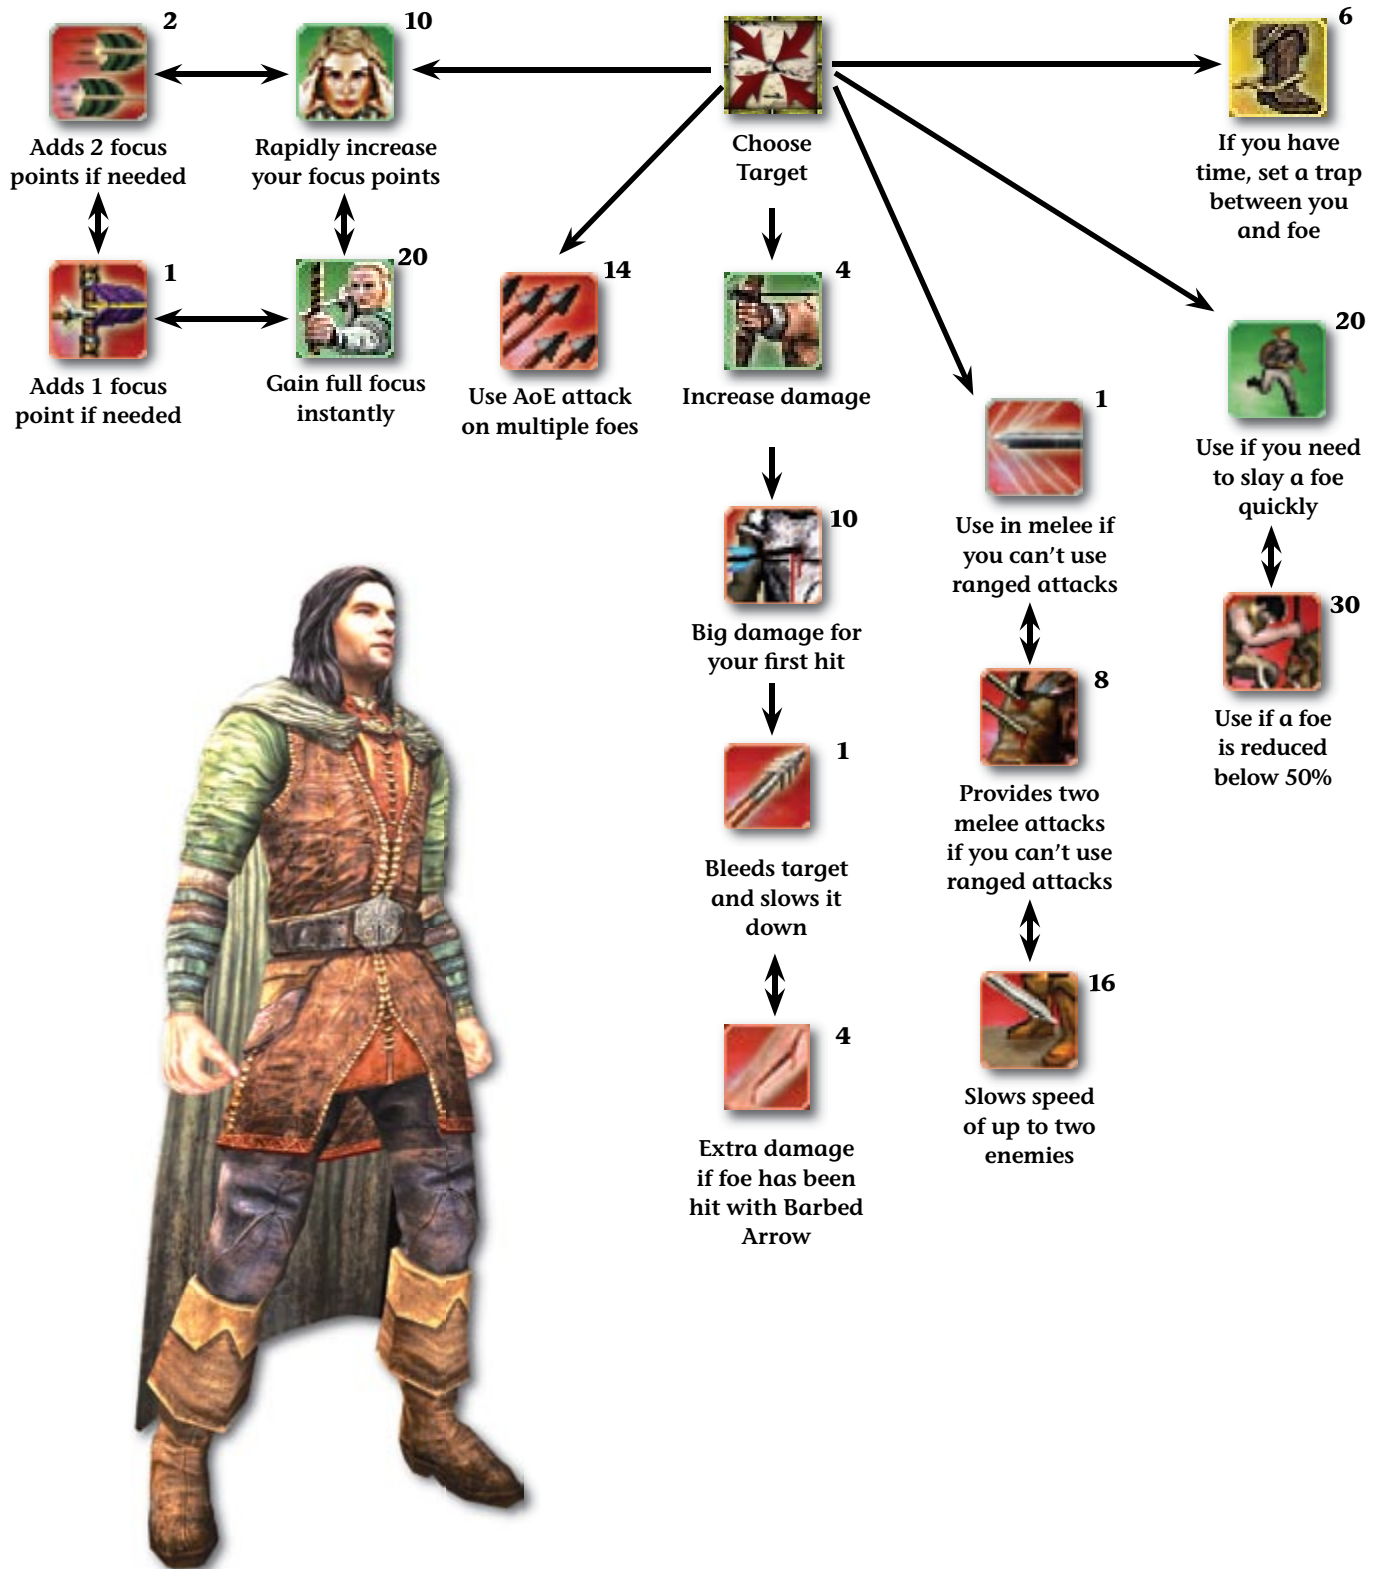 2
Adds 2 focus
points if needed
10
Rapidly increase
your focus points
1
Adds 1 focus
point if needed
20
Gain full focus
instantly
Choose
Target
14
Use AoE attack
on multiple foes
4
Increase damage
10
Big damage for
your first hit
1
Bleeds target
and slows it
down
4
Extra damage
if foe has been
hit with Barbed
Arrow
1
Use in melee if
you can’t use
ranged attacks
8
Provides two
melee attacks
if you can’t use
ranged attacks
16
Slows speed
of up to two
enemies
6
If you have
time, set a trap
between you
and foe
20
Use if you need
to slay a foe
quickly
30
Use if a foe
is reduced
below 50%